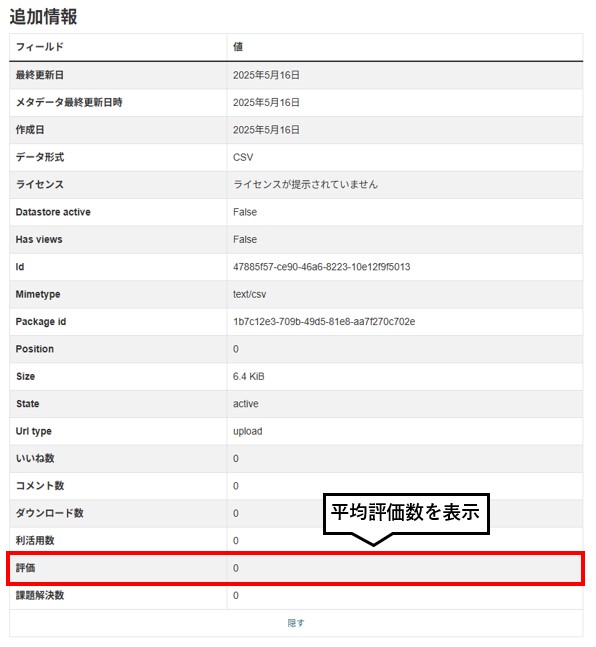 追加情報
フィールド 値
最終更新日 2025年5月16日
メタデータ最終更新日時 2025年5月16日
作成日 2025年5月16日
データ形式 CSV
ライセンス ライセンスが提示されていません
Datastore active False
Has views False
Id 47885f57-ce90-46a6-8223-10e12f9f5013
Mimetype text/csv
Package id 1b7c12e3-709b-49d5-81e8-aa7f270c702e
Position 0
Size 6.4 KiB
State active
Url type upload
いいね数 0
コメント数 0
ダウンロード数 0
平均評価数を表示
利活用数 0
評価 0
課題解決数 0
隠す